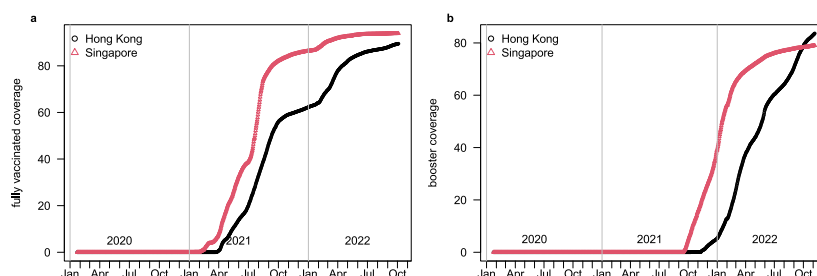 a
Hong Kong
Singapore
fully vaccinated coverage
80
60
40
20
0
2020
2021
2022
Jan Apr Jul Oct Jan Apr Jul Oct Jan Apr Jul Oct
b
Hong Kong
Singapore
booster coverage
80
60
40
20
0
2020
2021
2022
Jan Apr Jul Oct Jan Apr Jul Oct Jan Apr Jul Oct